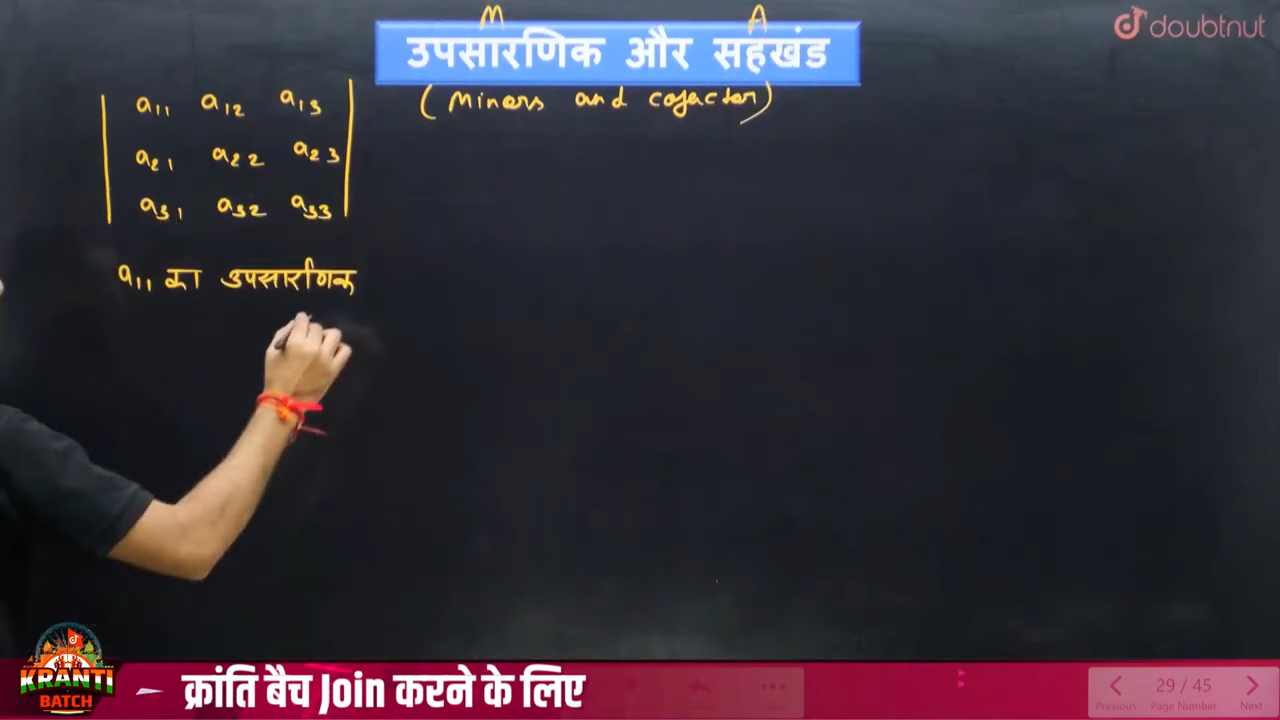 M A
doubtnut
उपसारणिक और सहखंड
(Minors and cofactor)
a11 a12 a13
a21 a22 a23
a31 a32 a33
a11 का उपसारणिक
KRANTI
BATCH
क्रांति बैच Join करने के लिए
29 / 45
Previous Page Number Next